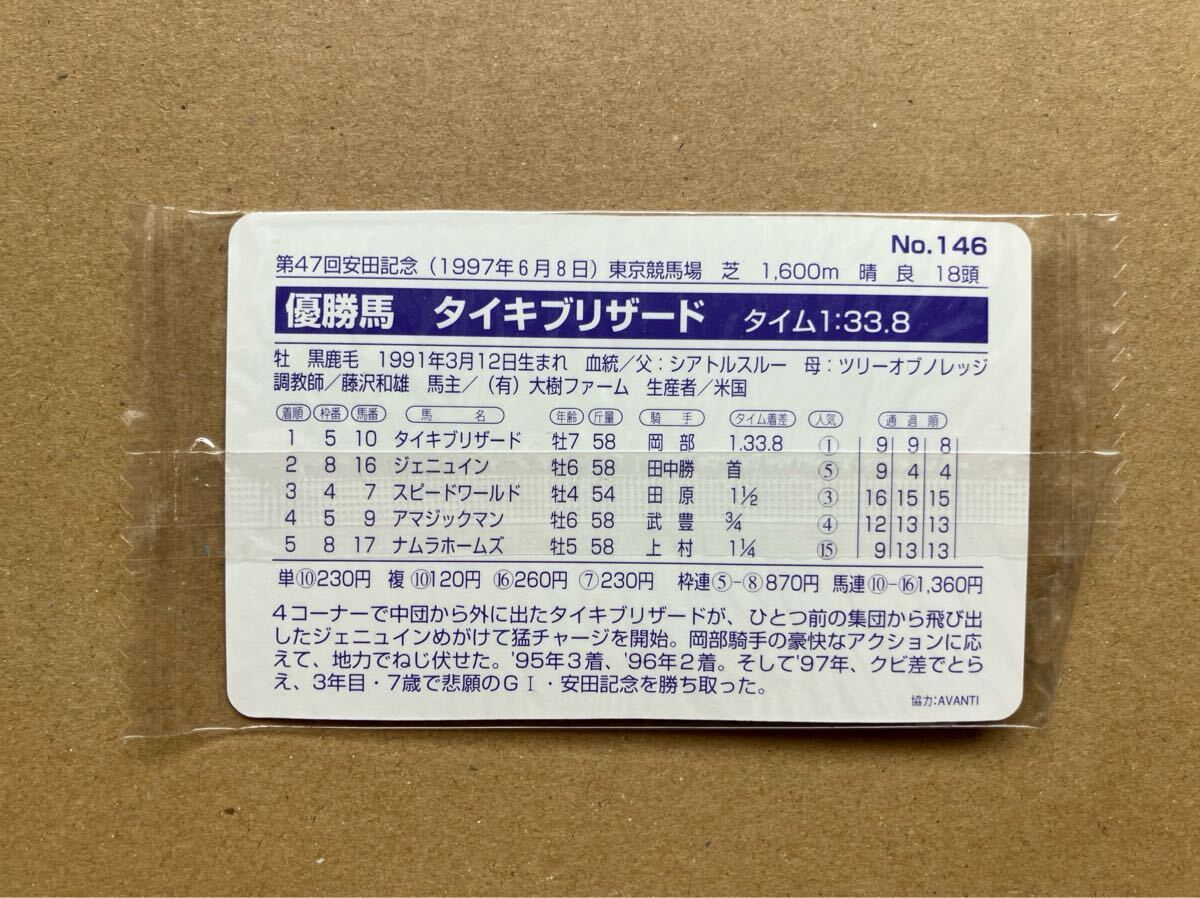 No.146
第47回安田記念（1997年6月8日）東京競馬場 芝 1,600m 晴 良 18頭
優勝馬 タイキブリザード タイム1:33.8
牡 黒鹿毛 1991年3月12日生まれ 血統／父：シアトルスルー 母：ツリーオブノレッジ
調教師／藤沢和雄 馬主／（有）大樹ファーム 生産者／米国
着順 枠番 馬番 馬名 年齢 斤量 騎手 タイム着差 人気 通過順
1 5 10 タイキブリザード 牡7 58 岡部 1.33.8 ① 9 9 8
2 8 16 ジェニュイン 牡6 58 田中勝 首 ⑤ 9 4 4
3 4 7 スピードワールド 牡4 54 田原 1½ ③ 16 15 15
4 5 9 アマジックマン 牡6 58 武豊 ¾ ④ 12 13 13
5 8 17 ナムラホームズ 牡5 58 上村 1¼ ⑮ 9 13 13
単⑩230円 複⑩120円 ⑯260円 ⑦230円 枠連⑤-⑧870円 馬連⑩-⑯1,360円
4コーナーで中団から外に出たタイキブリザードが、ひとつ前の集団から飛び出
したジェニュインめがけて猛チャージを開始。岡部騎手の豪快なアクションに応
えて、地力でねじ伏せた。'95年3着、'96年2着。そして'97年、クビ差でとら
え、3年目・7歳で悲願のGⅠ・安田記念を勝ち取った。
協力:AVANTI